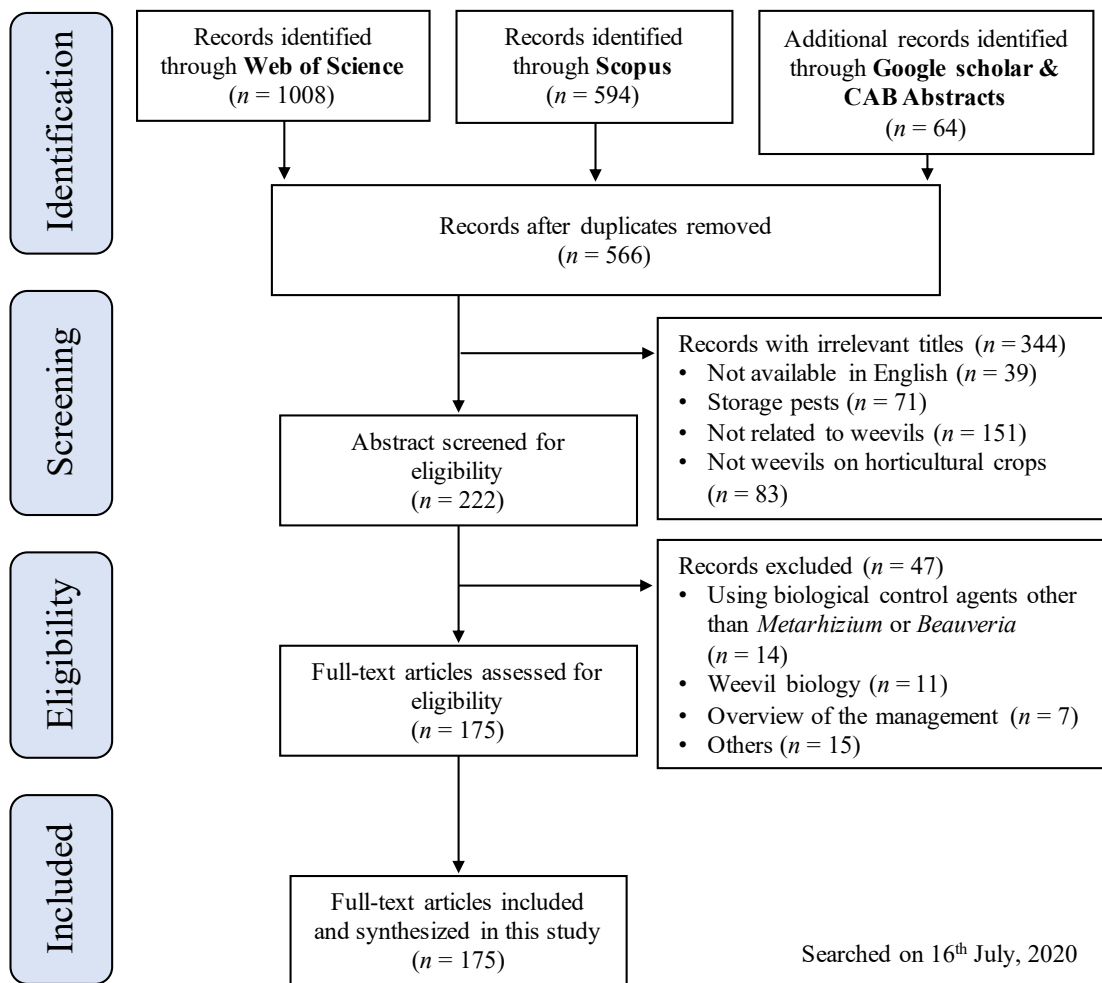 Identification
Records identified
through Web of Science
(n = 1008)
Records identified
through Scopus
(n = 594)
Additional records identified
through Google scholar &
CAB Abstracts
(n = 64)
Records after duplicates removed
(n = 566)
Screening
Records with irrelevant titles (n = 344)
• Not available in English (n = 39)
• Storage pests (n = 71)
• Not related to weevils (n = 151)
• Not weevils on horticultural crops
(n = 83)
Abstract screened for
eligibility
(n = 222)
Eligibility
Records excluded (n = 47)
• Using biological control agents other
than Metarhizium or Beauveria
(n = 14)
• Weevil biology (n = 11)
• Overview of the management (n = 7)
• Others (n = 15)
Full-text articles assessed for
eligibility
(n = 175)
Included
Full-text articles included
and synthesized in this study
(n = 175)
Searched on 16th July, 2020